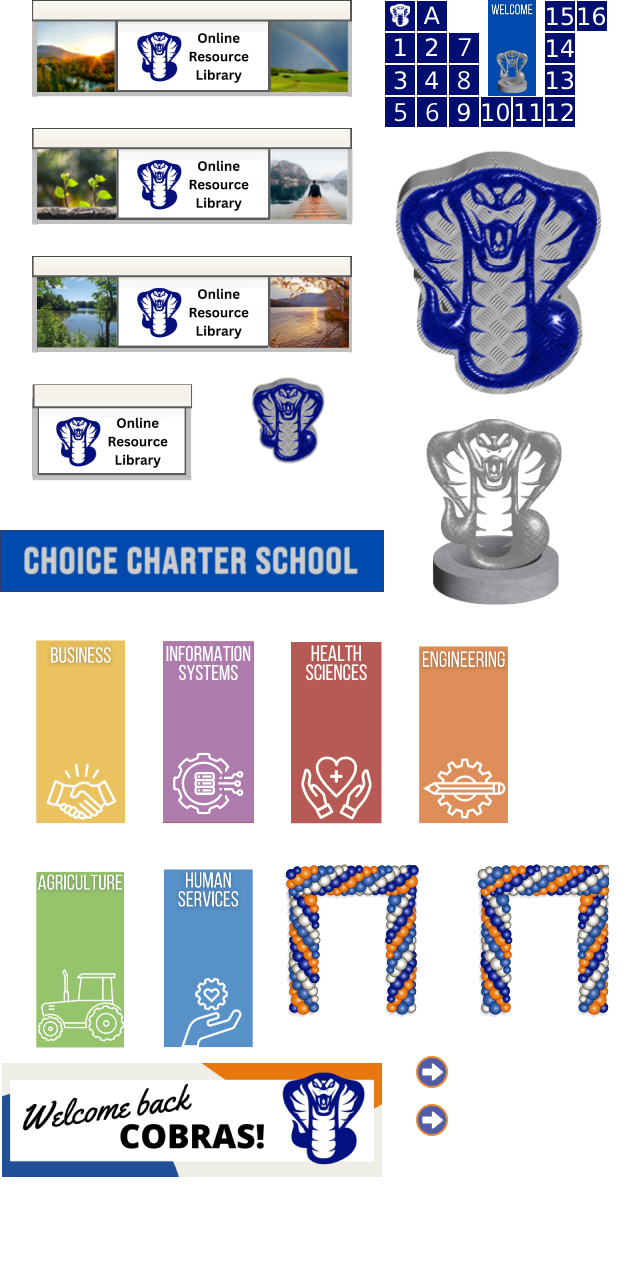 Online
Resource
Library
A
WELCOME
15 16
1 2 7
14
3 4 8
13
5 6 9 10 11 12
Online
Resource
Library
Online
Resource
Library
Online
Resource
Library
CHOICE CHARTER SCHOOL
BUSINESS
INFORMATION
SYSTEMS
HEALTH
SCIENCES
ENGINEERING
AGRICULTURE
HUMAN
SERVICES
Welcome back
COBRAS!